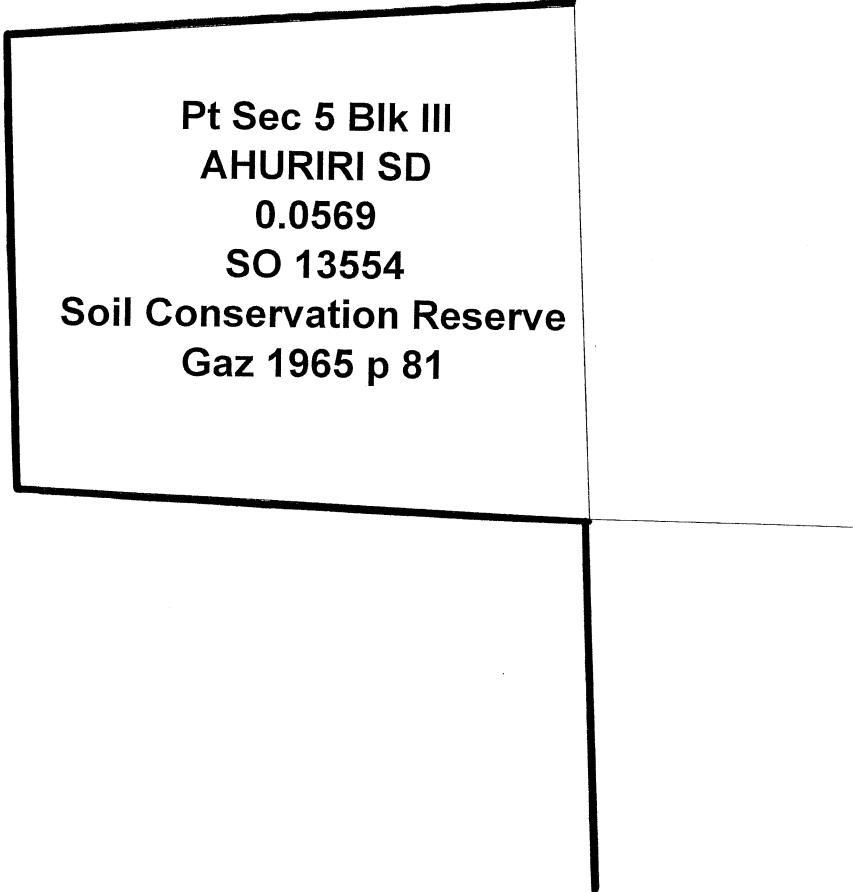 Pt Sec 5 Blk III
AHURIRI SD
0.0569
SO 13554
Soil Conservation Reserve
Gaz 1965 p 81